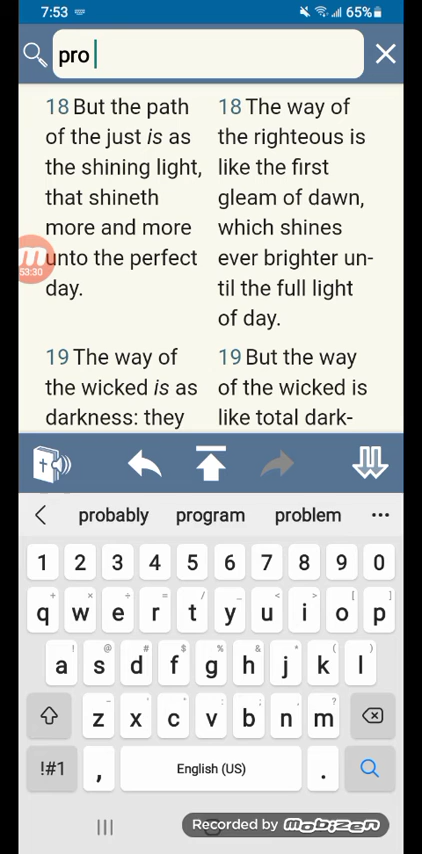 7:53
65%
pro
18 But the path
of the just is as
the shining light,
that shineth
more and more
unto the perfect
day.
19 The way of
the wicked is as
darkness: they
18 The way of
the righteous is
like the first
gleam of dawn,
which shines
ever brighter un-
til the full light
of day.
19 But the way
of the wicked is
like total dark-
m
53:30
probably program problem ...
1 2 3 4 5 6 7 8 9 0
q w e r t y u i o p
a s d f g h j k l
z x c v b n m
!#1 , English (US) .
Recorded by mobizen